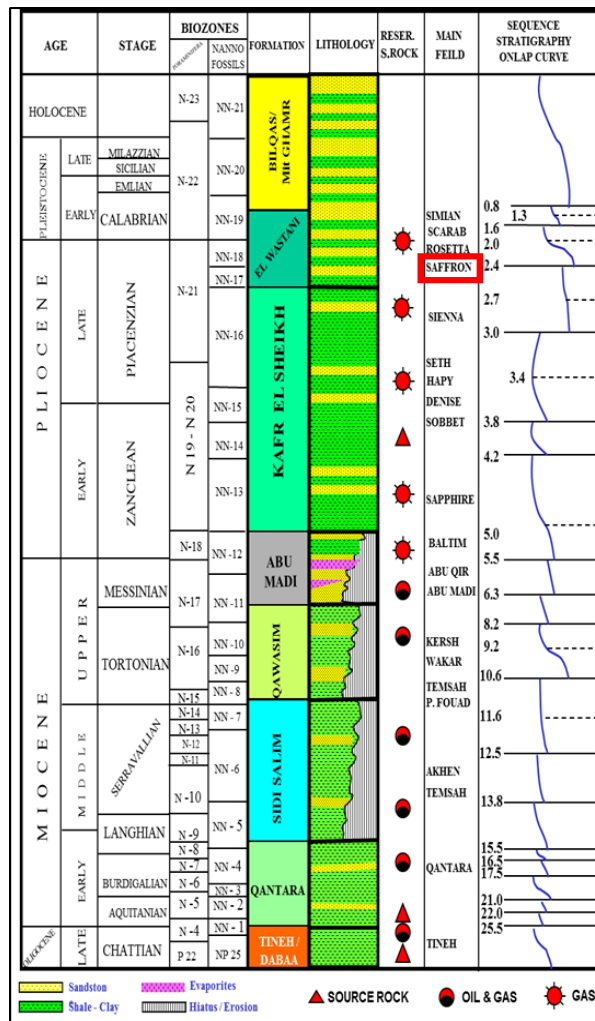 AGE
STAGE
BIOZONES
FORAMINIFERA
NANNO
FOSSILS
FORMATION
LITHOLOGY
RESER.
S,ROCK
MAIN
FEILD
SEQUENCE
STRATIGRAPHY
ONLAP CURVE
HOLOCENE
PLEISTOCENE
LATE
EARLY
MILAZZIAN
SICILIAN
EMLIAN
CALABRIAN
PLIOCENE
LATE
EARLY
PIACENZIAN
ZANCLEAN
MIOCENE
UPPER
MIDDLE
EARLY
MESSINIAN
TORTONIAN
SERRAVALLIAN
LANGHIAN
BURDIGALIAN
AQUITANIAN
OLIGOCENE
LATE
CHATTIAN
N-23
N-22
N-21
N 19 - N 20
N-18
N-17
N-16
N-15
N-14
N-13
N-12
N-11
N -10
N -9
N -8
N -7
N -6
N -5
N -4
P 22
NN-21
NN-20
NN-19
NN-18
NN-17
NN-16
NN-15
NN-14
NN-13
NN -12
NN -11
NN -10
NN -9
NN - 8
NN - 7
NN -6
NN - 5
NN -4
NN - 3
NN - 2
NN - 1
NP 25
BILQAS/
Mit GHAMR
EL WASTANI
KAFR EL SHEIKH
ABU
MADI
QAWASIM
SIDI SALIM
QANTARA
TINEH /
DABAA
SIMIAN
SCARAB
ROSETTA
SAFFRON
SIENNA
SETH
HAPY
DENISE
SOBBET
SAPPHIRE
BALTIM
ABU QIR
ABU MADI
KERSH
WAKAR
TEMSAH
P. FOUAD
AKHEN
TEMSAH
QANTARA
TINEH
0.8
1.3
1.6
2.0
2.4
2.7
3.0
3.4
3.8
4.2
5.0
5.5
6.3
8.2
9.2
10.6
11.6
12.5
13.8
15.5
16.5
17.5
21.0
22.0
25.5
Sandston
Shale - Clay
Evaporites
Hiatus / Erosion
SOURCE ROCK
OIL & GAS
GAS